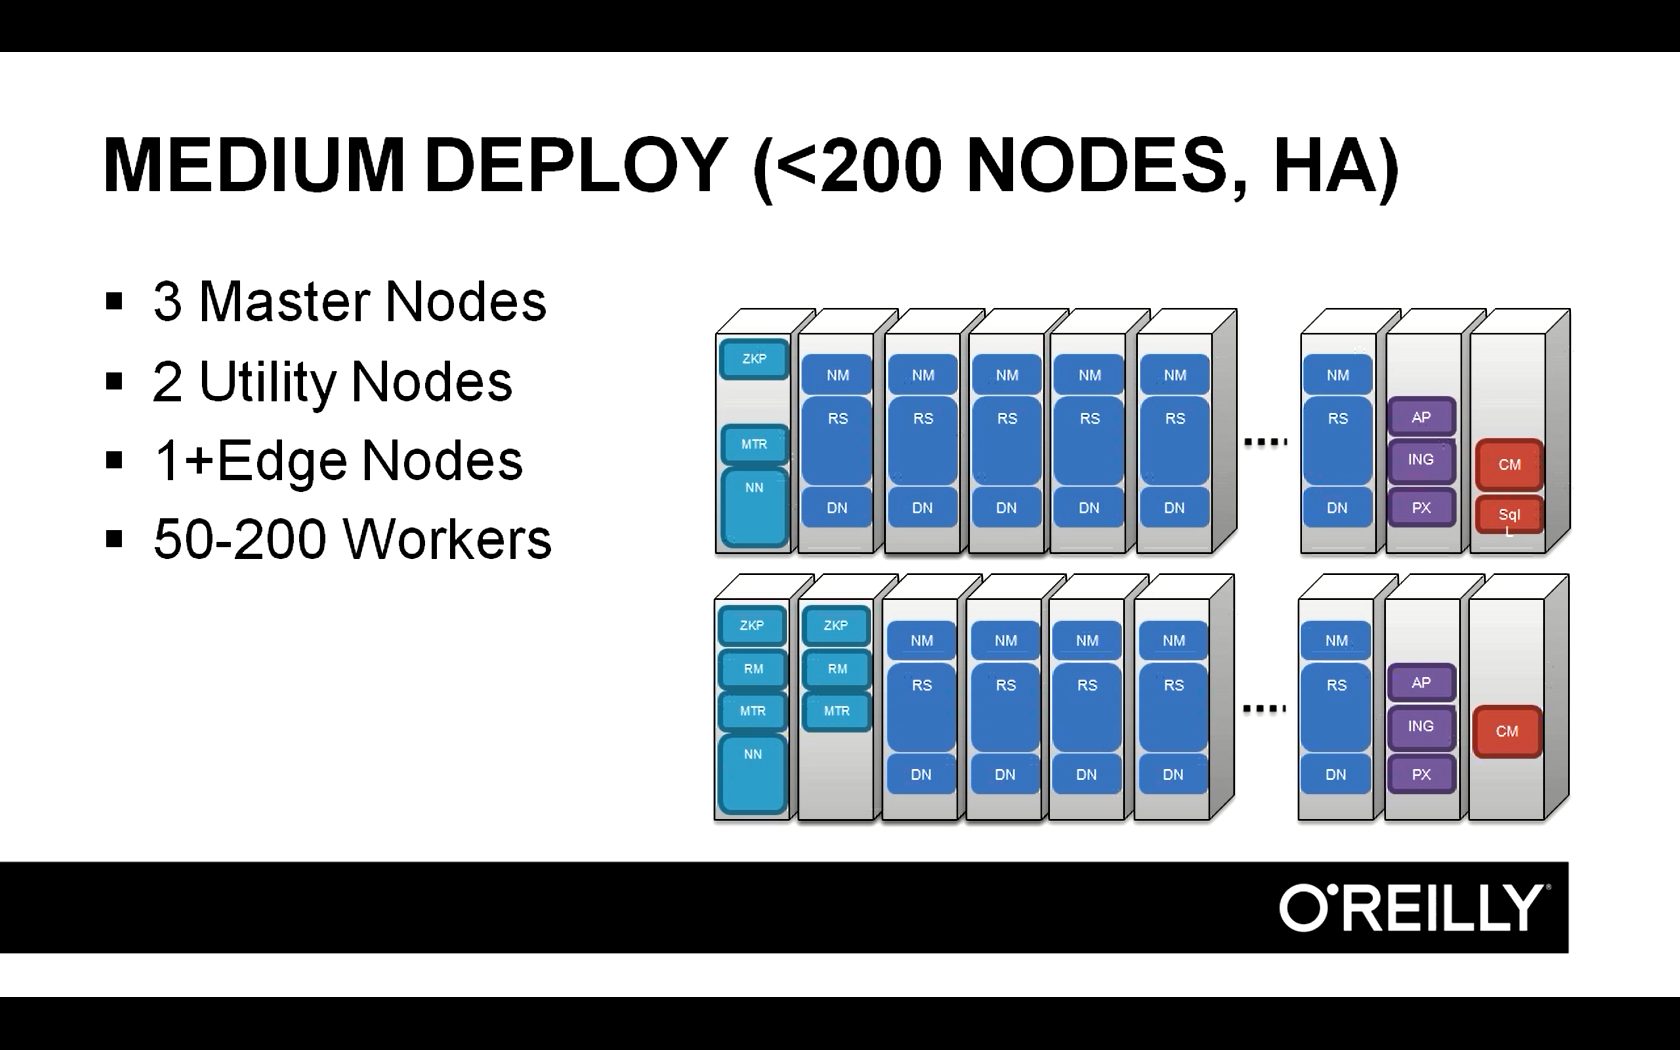 MEDIUM DEPLOY (<200 NODES, HA)
▪ 3 Master Nodes
▪ 2 Utility Nodes
▪ 1+Edge Nodes
▪ 50-200 Workers
ZKP
MTR
NN
NM
RS
DN
NM
RS
DN
NM
RS
DN
NM
RS
DN
NM
RS
DN
NM
RS
DN
AP
ING
PX
CM
Sql
L
ZKP
RM
MTR
NN
ZKP
RM
MTR
NM
RS
DN
NM
RS
DN
NM
RS
DN
NM
RS
DN
NM
RS
DN
AP
ING
PX
CM
O'REILLY®